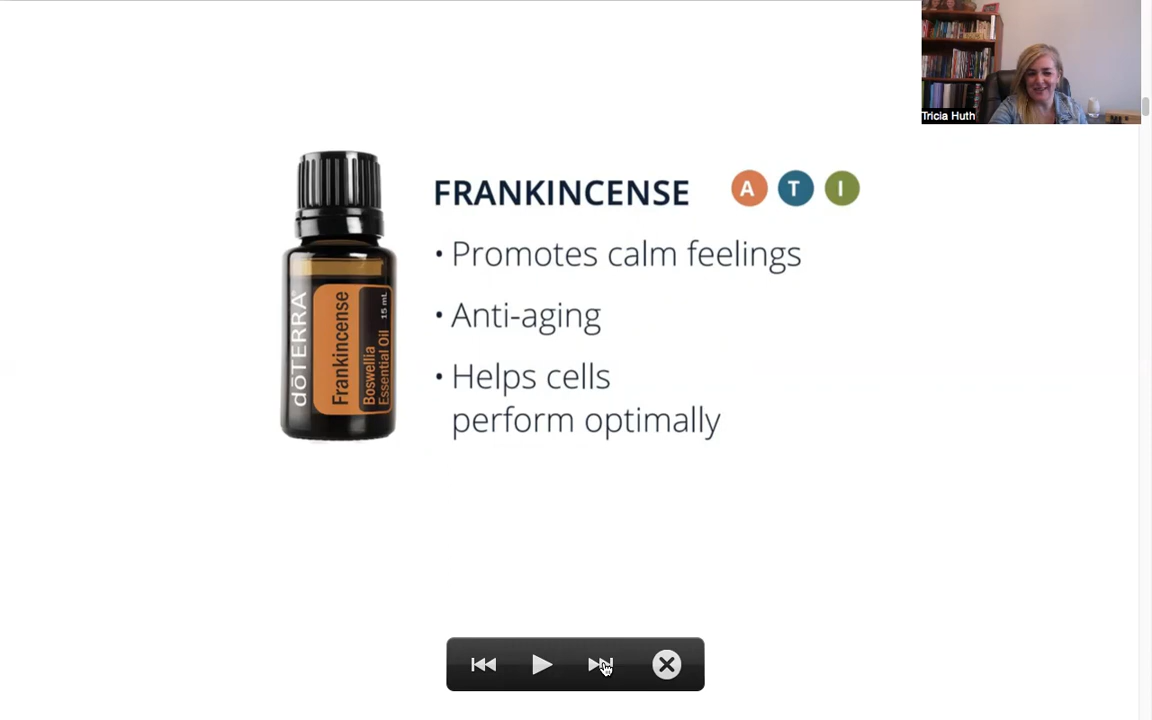 Tricia Huth
FRANKINCENSE A T I
• Promotes calm feelings
• Anti-aging
• Helps cells
perform optimally
dōTERRA®
Frankincense
Boswellia
Essential Oil 15 mL